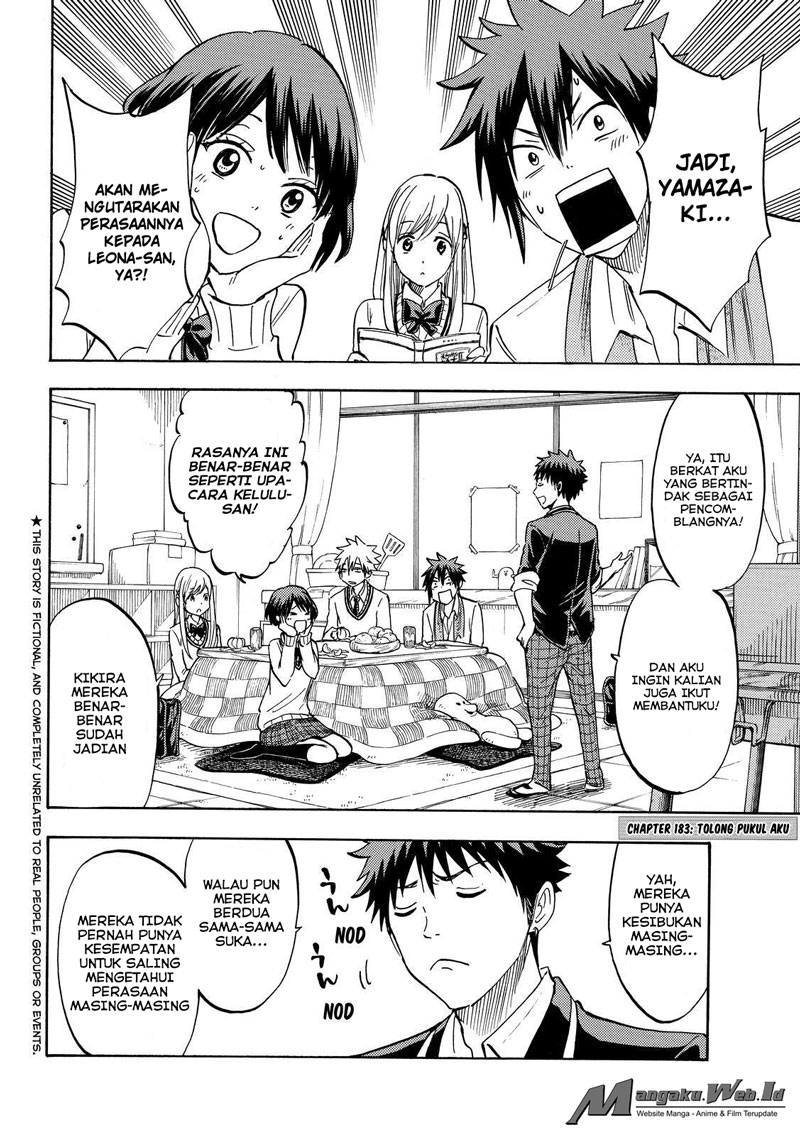 JADI,
YAMAZA-
KI...
AKAN ME-
NGUTARAKAN
PERASAANNYA
KEPADA
LEONA-SAN,
YA?!
YA, ITU
BERKAT AKU
YANG BERTIN-
DAK SEBAGAI
PENCOM-
BLANGNYA!
RASANYA INI
BENAR-BENAR
SEPERTI UPA-
CARA KELULU-
SAN!
DAN AKU
INGIN KALIAN
JUGA IKUT
MEMBANTUKU!
KIKIRA
MEREKA
BENAR-
BENAR
SUDAH
JADIAN
CHAPTER 183: TOLONG PUKUL AKU
YAH,
MEREKA
PUNYA
KESIBUKAN
MASING-
MASING...
うん
NOD
うん
NOD
WALAU PUN
MEREKA
BERDUA
SAMA-SAMA
SUKA...
MEREKA TIDAK
PERNAH PUNYA
KESEMPATAN
UNTUK SALING
MENGETAHUI
PERASAAN
MASING-MASING
★ THIS STORY IS FICTIONAL, AND COMPLETELY UNRELATED TO REAL PEOPLE, GROUPS OR EVENTS.
Mangaku.Web.Id
Website Manga - Anime & Film Terupdate